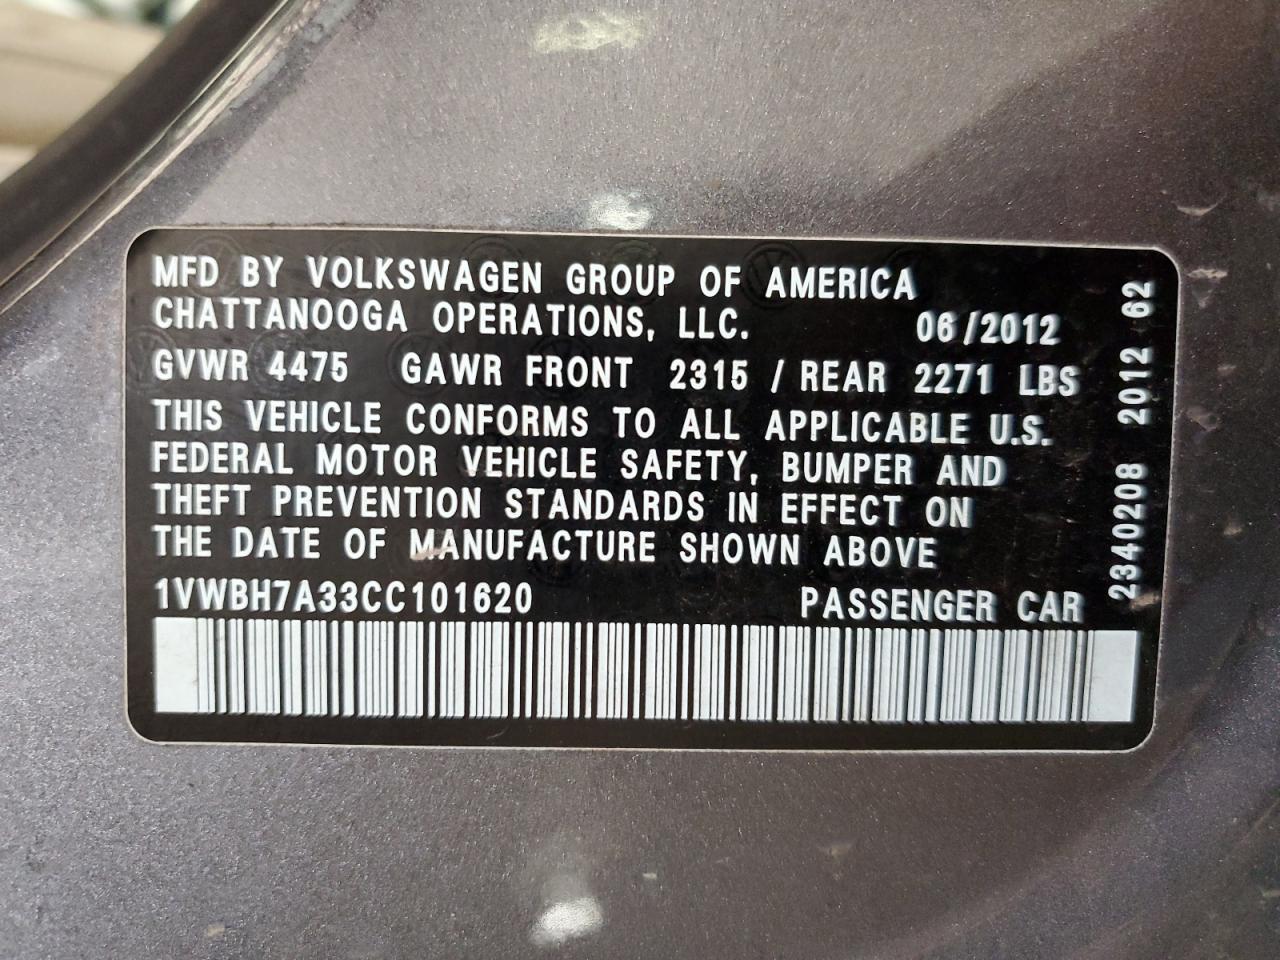 MFD BY VOLKSWAGEN GROUP OF AMERICA
CHATTANOOGA OPERATIONS, LLC. 06/2012
GVWR 4475 GAWR FRONT 2315 / REAR 2271 LBS
THIS VEHICLE CONFORMS TO ALL APPLICABLE U.S.
FEDERAL MOTOR VEHICLE SAFETY, BUMPER AND
THEFT PREVENTION STANDARDS IN EFFECT ON
THE DATE OF MANUFACTURE SHOWN ABOVE
1VWBH7A33CC101620 PASSENGER CAR
2340208 2012 62